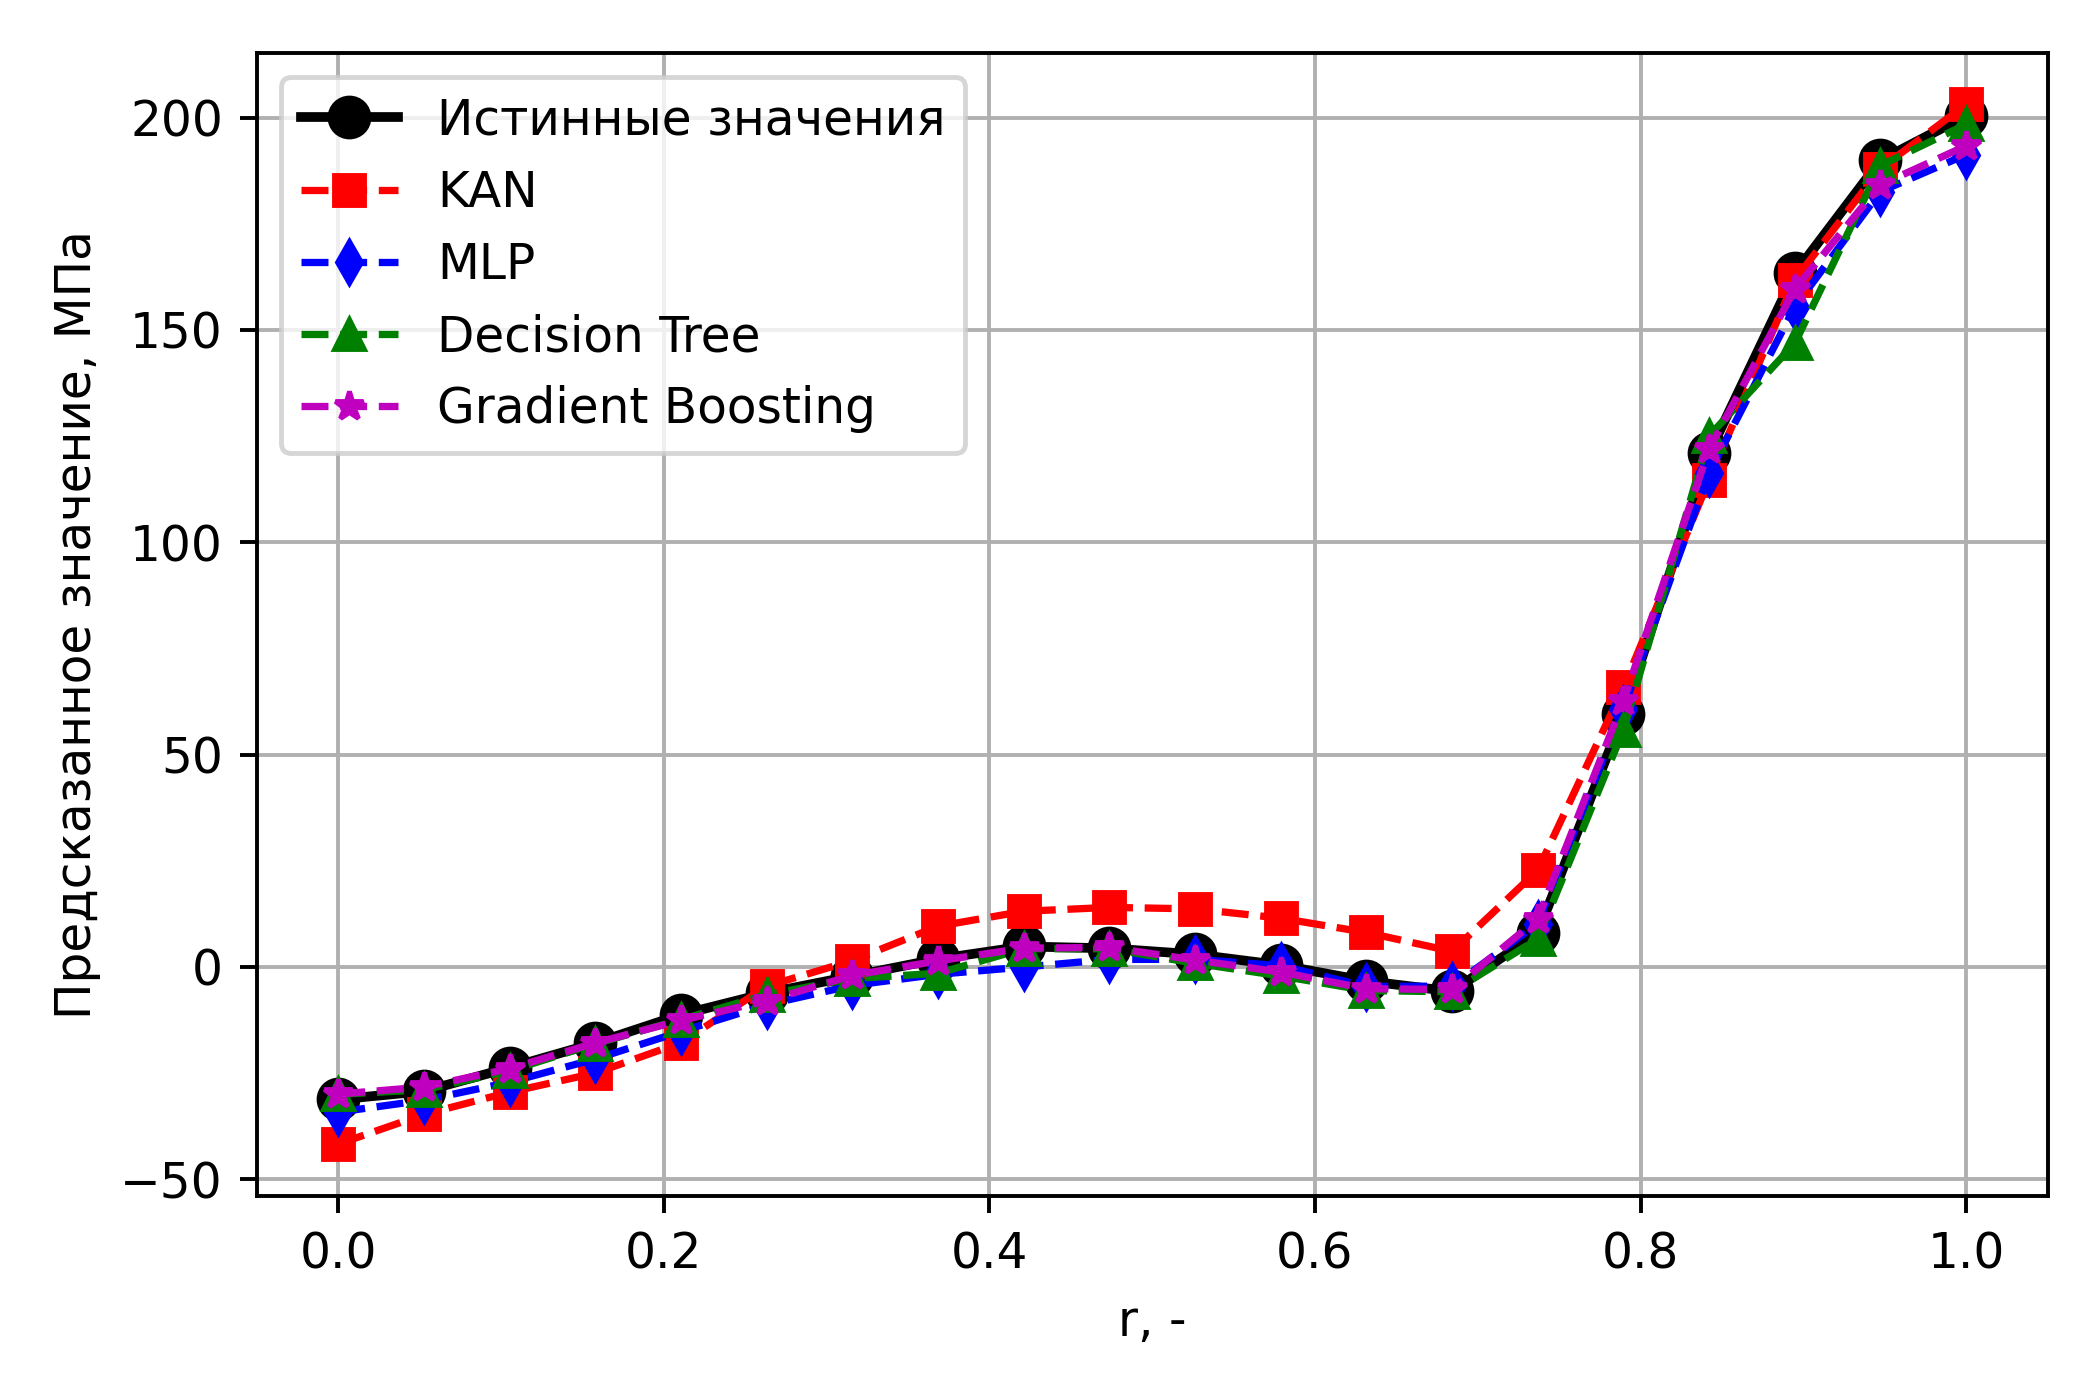 Предсказанное значение, МПа
200
150
100
50
0
−50
Истинные значения
KAN
MLP
Decision Tree
Gradient Boosting
0.0 0.2 0.4 0.6 0.8 1.0
r, -